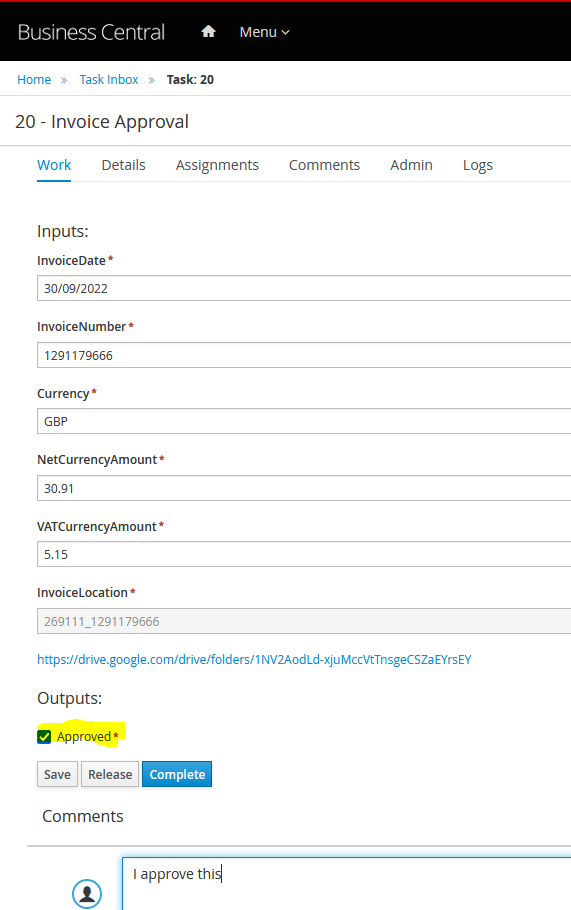 Business Central Menu
Home » Task Inbox » Task: 20
20 - Invoice Approval
Work Details Assignments Comments Admin Logs
Inputs:
InvoiceDate*
30/09/2022
InvoiceNumber*
1291179666
Currency*
GBP
NetCurrencyAmount*
30.91
VATCurrencyAmount*
5.15
InvoiceLocation*
269111_1291179666
https://drive.google.com/drive/folders/1NV2AodLd-xjuMccVtTnsgeCSZaEYrsEY
Outputs:
Approved*
Save Release Complete
Comments
I approve this